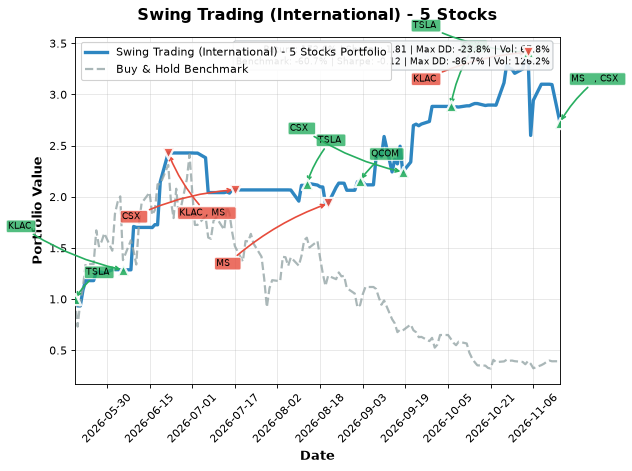 Swing Trading (International) - 5 Stocks
TSLA
Swing Trading (International) - 5 Stocks Portfolio
Buy & Hold Benchmark
.81 | Max DD: -23.8% | Vol:
Benchmark: -60.7% | Sharpe: | Max DD: -86.7% | Vol: 126.2%
KLAC
MS , CSX
CSX
TSLA
QCOM
CSX
KLAC , MS
KLAC
MS
TSLA
Portfolio Value
3.5
3.0
2.5
2.0
1.5
1.0
0.5
2026-05-30
2026-06-15
2026-07-01
2026-07-17
2026-08-02
2026-08-18
2026-09-03
2026-09-19
2026-10-05
2026-10-21
2026-11-06
Date